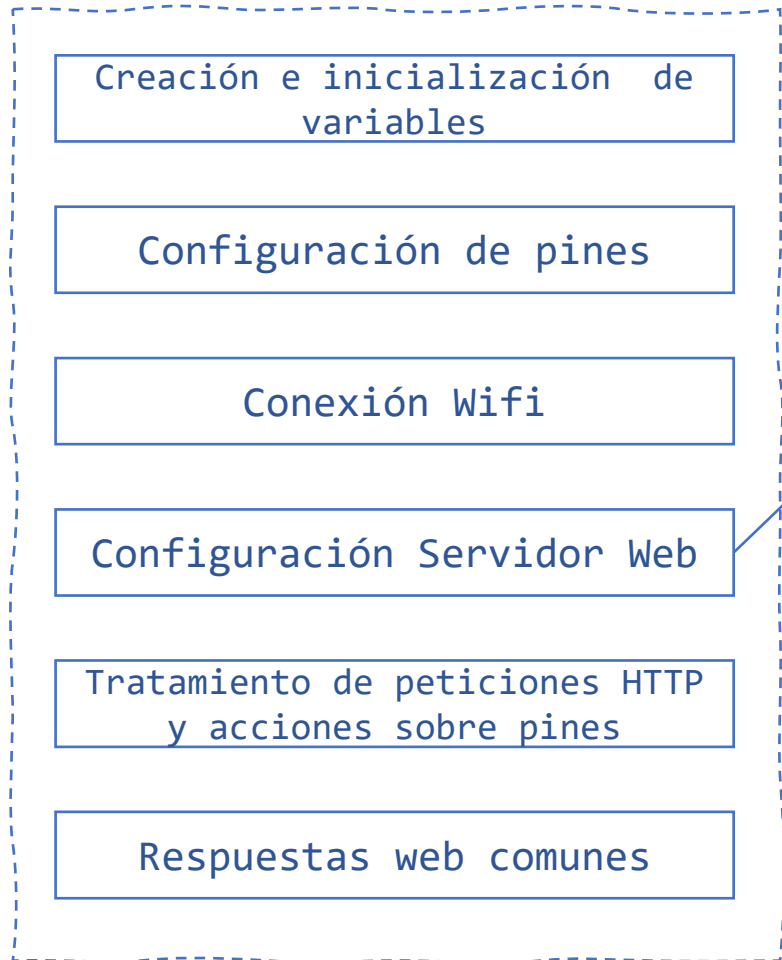 Creación e inicialización  de
variables
Configuración de pines
Conexión Wifi
Configuración Servidor Web
Tratamiento de peticiones HTTP
y acciones sobre pines
Respuestas web comunes